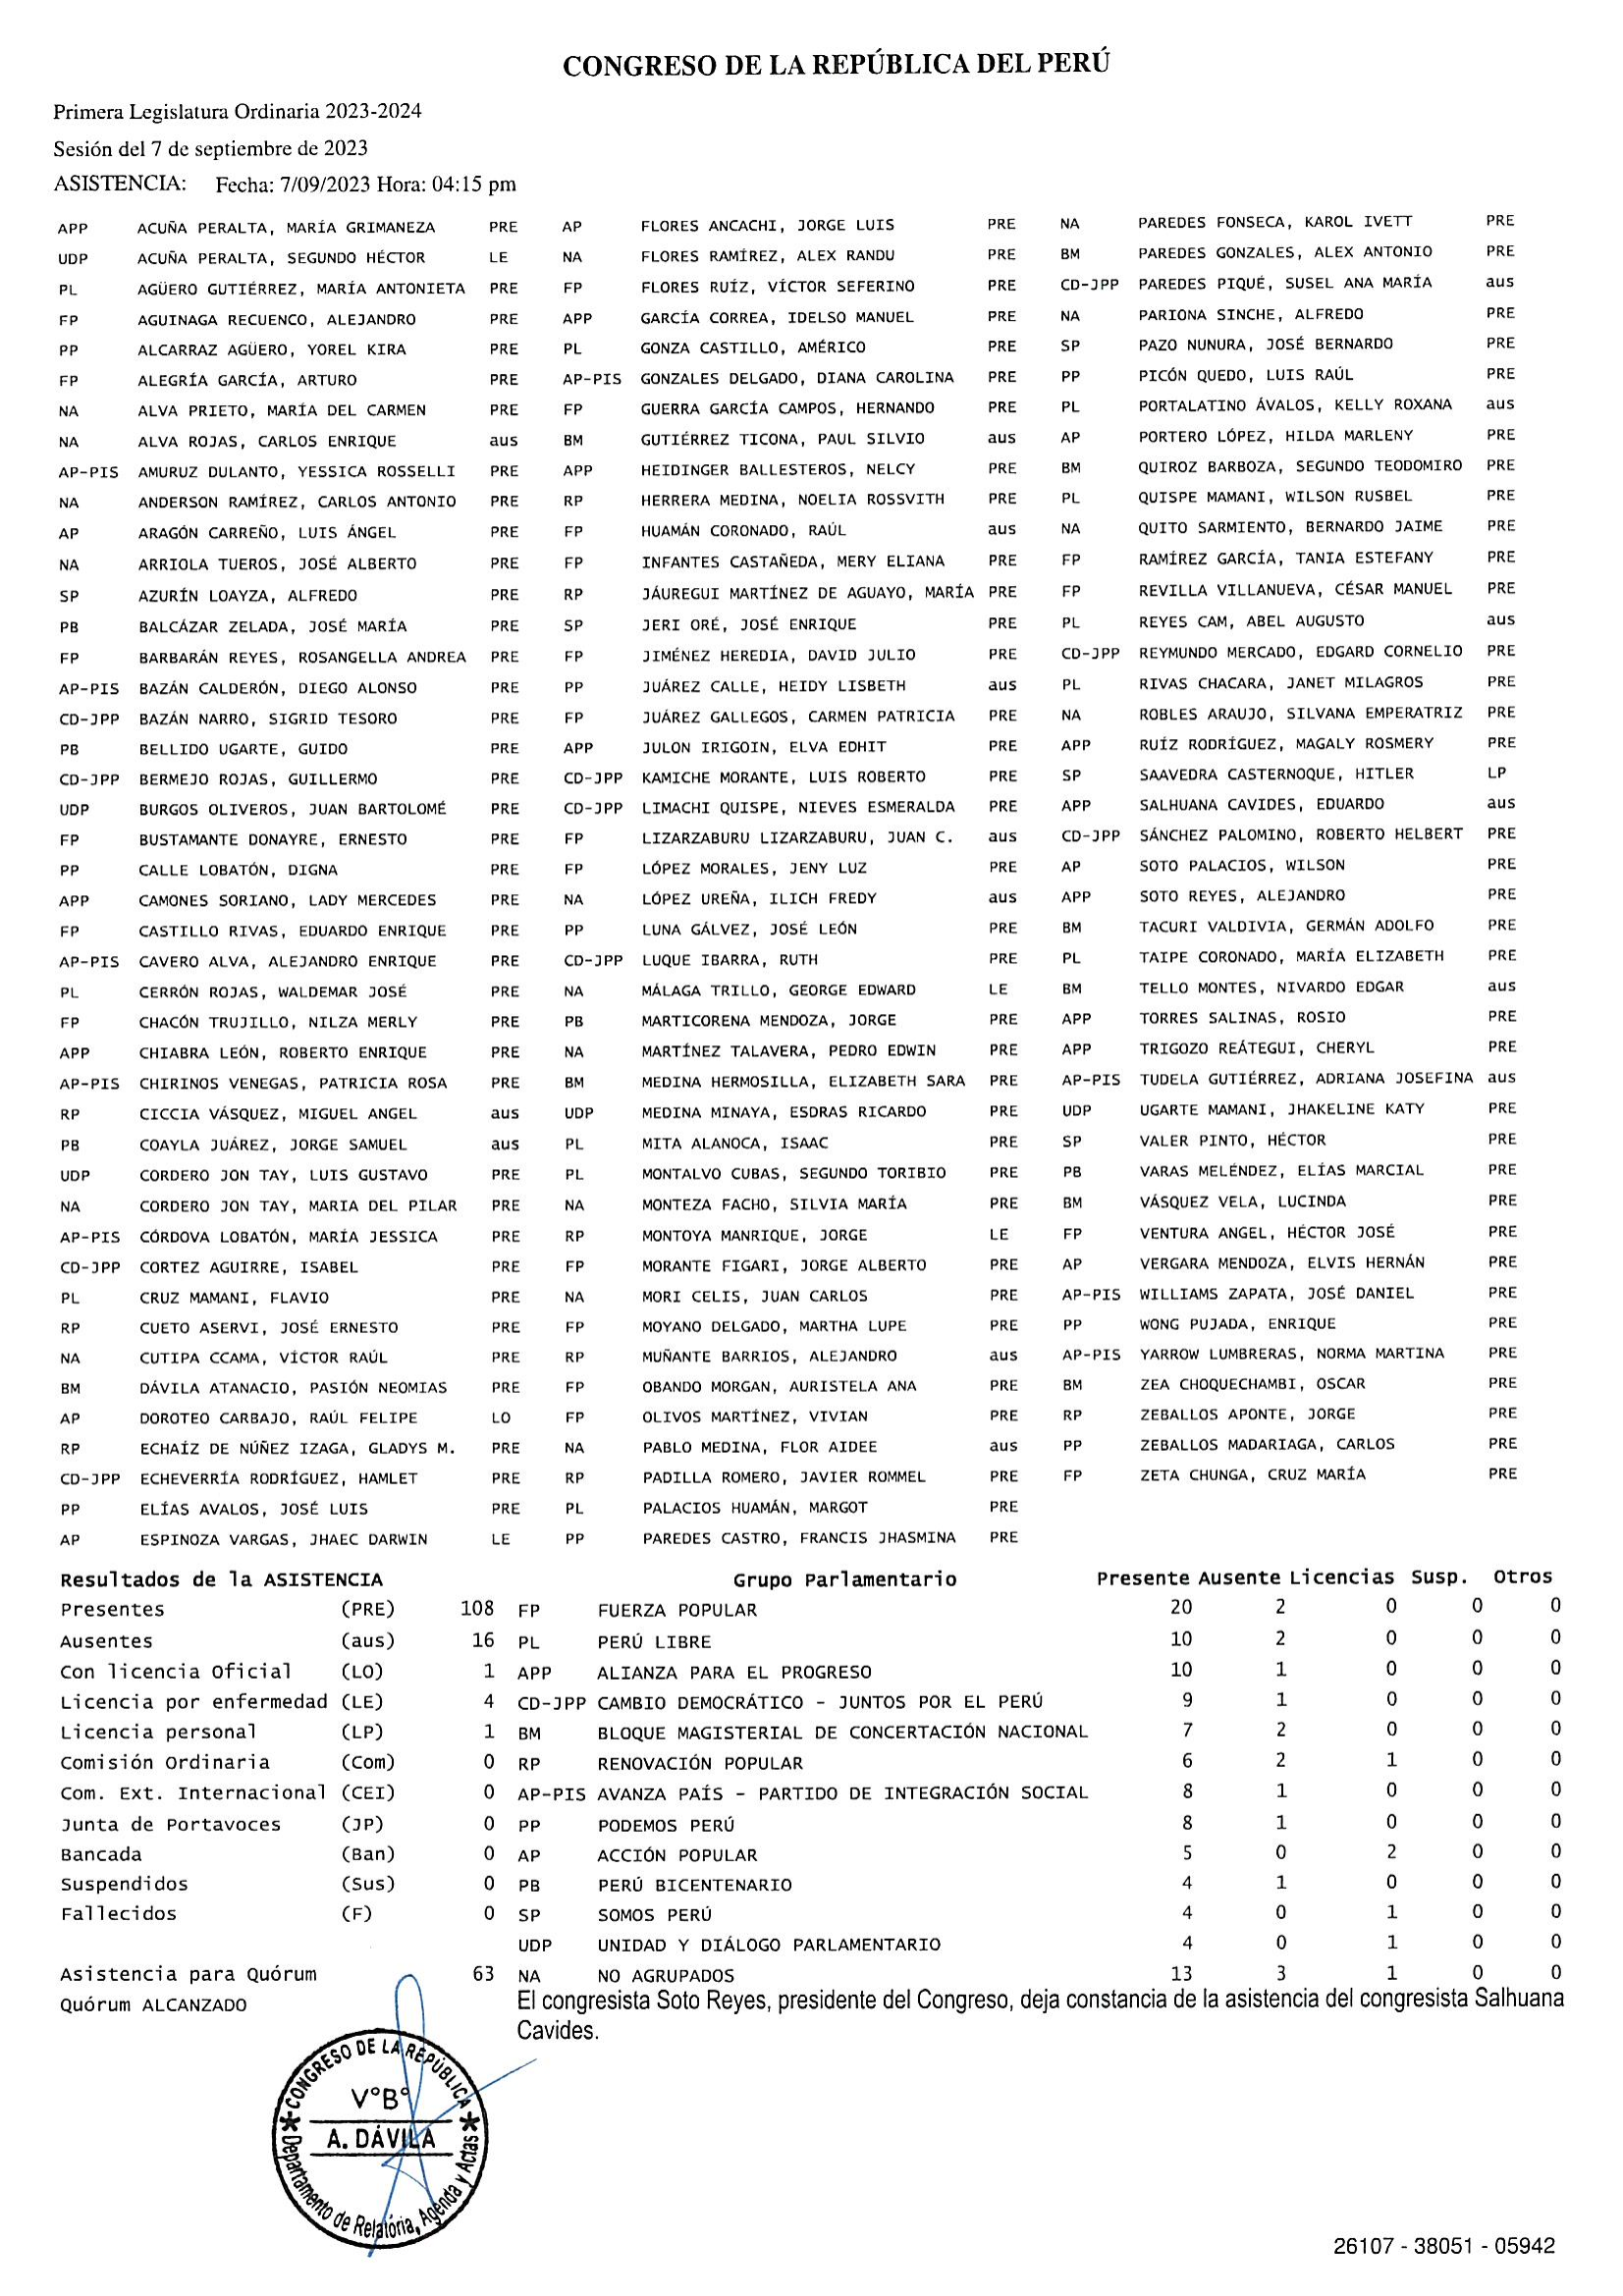 CONGRESO DE LA REPÚBLICA DEL PERÚ
Primera Legislatura Ordinaria 2023-2024
Sesión del 7 de septiembre de 2023
ASISTENCIA: Fecha: 7/09/2023 Hora: 04:15 pm
APP ACUÑA PERALTA, MARÍA GRIMANEZA PRE AP FLORES ANCACHI, JORGE LUIS PRE NA PAREDES FONSECA, KAROL IVETT PRE
UDP ACUÑA PERALTA, SEGUNDO HÉCTOR LE NA FLORES RAMÍREZ, ALEX RANDU PRE BM PAREDES GONZALES, ALEX ANTONIO PRE
PL AGÜERO GUTIÉRREZ, MARÍA ANTONIETA PRE FP FLORES RUÍZ, VÍCTOR SEFERINO PRE CD-JPP PAREDES PIQUÉ, SUSEL ANA MARÍA aus
FP AGUINAGA RECUENCO, ALEJANDRO PRE APP GARCÍA CORREA, IDELSO MANUEL PRE NA PARIONA SINCHE, ALFREDO PRE
PP ALCARRAZ AGÜERO, YOREL KIRA PRE PL GONZA CASTILLO, AMÉRICO PRE SP PAZO NUNURA, JOSÉ BERNARDO PRE
FP ALEGRÍA GARCÍA, ARTURO PRE AP-PIS GONZALES DELGADO, DIANA CAROLINA PRE PP PICÓN QUEDO, LUIS RAÚL PRE
NA ALVA PRIETO, MARÍA DEL CARMEN PRE FP GUERRA GARCÍA CAMPOS, HERNANDO PRE PL PORTALATINO ÁVALOS, KELLY ROXANA aus
NA ALVA ROJAS, CARLOS ENRIQUE aus BM GUTIÉRREZ TICONA, PAUL SILVIO aus AP PORTERO LÓPEZ, HILDA MARLENY PRE
AP-PIS AMURUZ DULANTO, YESSICA ROSSELLI PRE APP HEIDINGER BALLESTEROS, NELCY PRE BM QUIROZ BARBOZA, SEGUNDO TEODOMIRO PRE
NA ANDERSON RAMÍREZ, CARLOS ANTONIO PRE RP HERRERA MEDINA, NOELIA ROSSVITH PRE PL QUISPE MAMANI, WILSON RUSBEL PRE
AP ARAGÓN CARREÑO, LUIS ÁNGEL PRE FP HUAMÁN CORONADO, RAÚL aus NA QUITO SARMIENTO, BERNARDO JAIME PRE
NA ARRIOLA TUEROS, JOSÉ ALBERTO PRE FP INFANTES CASTAÑEDA, MERY ELIANA PRE FP RAMÍREZ GARCÍA, TANIA ESTEFANY PRE
SP AZURÍN LOAYZA, ALFREDO PRE RP JÁUREGUI MARTÍNEZ DE AGUAYO, MARÍA PRE FP REVILLA VILLANUEVA, CÉSAR MANUEL PRE
PB BALCÁZAR ZELADA, JOSÉ MARÍA PRE SP JERI ORÉ, JOSÉ ENRIQUE PRE PL REYES CAM, ABEL AUGUSTO aus
FP BARBARÁN REYES, ROSANGELLA ANDREA PRE FP JIMÉNEZ HEREDIA, DAVID JULIO PRE CD-JPP REYMUNDO MERCADO, EDGARD CORNELIO PRE
AP-PIS BAZÁN CALDERÓN, DIEGO ALONSO PRE PP JUÁREZ CALLE, HEIDY LISBETH aus PL RIVAS CHACARA, JANET MILAGROS PRE
CD-JPP BAZÁN NARRO, SIGRID TESORO PRE FP JUÁREZ GALLEGOS, CARMEN PATRICIA PRE NA ROBLES ARAUJO, SILVANA EMPERATRIZ PRE
PB BELLIDO UGARTE, GUIDO PRE APP JULON IRIGOIN, ELVA EDHIT PRE APP RUÍZ RODRÍGUEZ, MAGALY ROSMERY PRE
CD-JPP BERMEJO ROJAS, GUILLERMO PRE CD-JPP KAMICHE MORANTE, LUIS ROBERTO PRE SP SAAVEDRA CASTERNOQUE, HITLER LP
UDP BURGOS OLIVEROS, JUAN BARTOLOMÉ PRE CD-JPP LIMACHI QUISPE, NIEVES ESMERALDA PRE APP SALHUANA CAVIDES, EDUARDO aus
FP BUSTAMANTE DONAYRE, ERNESTO PRE FP LIZARZABURU LIZARZABURU, JUAN C. aus CD-JPP SÁNCHEZ PALOMINO, ROBERTO HELBERT PRE
PP CALLE LOBATÓN, DIGNA PRE FP LÓPEZ MORALES, JENY LUZ PRE AP SOTO PALACIOS, WILSON PRE
APP CAMONES SORIANO, LADY MERCEDES PRE NA LÓPEZ UREÑA, ILICH FREDY aus APP SOTO REYES, ALEJANDRO PRE
FP CASTILLO RIVAS, EDUARDO ENRIQUE PRE PP LUNA GÁLVEZ, JOSÉ LEÓN PRE BM TACURI VALDIVIA, GERMÁN ADOLFO PRE
AP-PIS CAVERO ALVA, ALEJANDRO ENRIQUE PRE CD-JPP LUQUE IBARRA, RUTH PRE PL TAIPE CORONADO, MARÍA ELIZABETH PRE
PL CERRÓN ROJAS, WALDEMAR JOSÉ PRE NA MÁLAGA TRILLO, GEORGE EDWARD LE BM TELLO MONTES, NIVARDO EDGAR aus
FP CHACÓN TRUJILLO, NILZA MERLY PRE PB MARTICORENA MENDOZA, JORGE PRE APP TORRES SALINAS, ROSIO PRE
APP CHIABRA LEÓN, ROBERTO ENRIQUE PRE NA MARTÍNEZ TALAVERA, PEDRO EDWIN PRE APP TRIGOZO REÁTEGUI, CHERYL PRE
AP-PIS CHIRINOS VENEGAS, PATRICIA ROSA PRE BM MEDINA HERMOSILLA, ELIZABETH SARA PRE AP-PIS TUDELA GUTIÉRREZ, ADRIANA JOSEFINA aus
RP CICCIA VÁSQUEZ, MIGUEL ANGEL aus UDP MEDINA MINAYA, ESDRAS RICARDO PRE UDP UGARTE MAMANI, JHAKELINE KATY PRE
PB COAYLA JUÁREZ, JORGE SAMUEL aus PL MITA ALANOCA, ISAAC PRE SP VALER PINTO, HÉCTOR PRE
UDP CORDERO JON TAY, LUIS GUSTAVO PRE PL MONTALVO CUBAS, SEGUNDO TORIBIO PRE PB VARAS MELÉNDEZ, ELÍAS MARCIAL PRE
NA CORDERO JON TAY, MARIA DEL PILAR PRE NA MONTEZA FACHO, SILVIA MARÍA PRE BM VÁSQUEZ VELA, LUCINDA PRE
AP-PIS CÓRDOVA LOBATÓN, MARÍA JESSICA PRE RP MONTOYA MANRIQUE, JORGE LE FP VENTURA ANGEL, HÉCTOR JOSÉ PRE
CD-JPP CORTEZ AGUIRRE, ISABEL PRE FP MORANTE FIGARI, JORGE ALBERTO PRE AP VERGARA MENDOZA, ELVIS HERNÁN PRE
PL CRUZ MAMANI, FLAVIO PRE NA MORI CELIS, JUAN CARLOS PRE AP-PIS WILLIAMS ZAPATA, JOSÉ DANIEL PRE
RP CUETO ASERVI, JOSÉ ERNESTO PRE FP MOYANO DELGADO, MARTHA LUPE PRE PP WONG PUJADA, ENRIQUE PRE
NA CUTIPA CCAMA, VÍCTOR RAÚL PRE RP MUÑANTE BARRIOS, ALEJANDRO aus AP-PIS YARROW LUMBRERAS, NORMA MARTINA PRE
BM DÁVILA ATANACIO, PASIÓN NEOMIAS PRE FP OBANDO MORGAN, AURISTELA ANA PRE BM ZEA CHOQUECHAMBI, OSCAR PRE
AP DOROTEO CARBAJO, RAÚL FELIPE LO FP OLIVOS MARTÍNEZ, VIVIAN PRE RP ZEBALLOS APONTE, JORGE PRE
RP ECHAÍZ DE NÚÑEZ IZAGA, GLADYS M. PRE NA PABLO MEDINA, FLOR AIDEE aus PP ZEBALLOS MADARIAGA, CARLOS PRE
CD-JPP ECHEVERRÍA RODRÍGUEZ, HAMLET PRE RP PADILLA ROMERO, JAVIER ROMMEL PRE FP ZETA CHUNGA, CRUZ MARÍA PRE
PP ELÍAS AVALOS, JOSÉ LUIS PRE PL PALACIOS HUAMÁN, MARGOT PRE
AP ESPINOZA VARGAS, JHAEC DARWIN LE PP PAREDES CASTRO, FRANCIS JHASMINA PRE
Resultados de la ASISTENCIA Grupo Parlamentario Presente Ausente Licencias Susp. Otros
Presentes (PRE) 108 FP FUERZA POPULAR 20 2 0 0 0
Ausentes (aus) 16 PL PERÚ LIBRE 10 2 0 0 0
Con licencia Oficial (LO) 1 APP ALIANZA PARA EL PROGRESO 10 1 0 0 0
Licencia por enfermedad (LE) 4 CD-JPP CAMBIO DEMOCRÁTICO - JUNTOS POR EL PERÚ 9 1 0 0 0
Licencia personal (LP) 1 BM BLOQUE MAGISTERIAL DE CONCERTACIÓN NACIONAL 7 2 0 0 0
Comisión Ordinaria (Com) 0 RP RENOVACIÓN POPULAR 6 2 1 0 0
Com. Ext. Internacional (CEI) 0 AP-PIS AVANZA PAÍS - PARTIDO DE INTEGRACIÓN SOCIAL 8 1 0 0 0
Junta de Portavoces (JP) 0 PP PODEMOS PERÚ 8 1 0 0 0
Bancada (Ban) 0 AP ACCIÓN POPULAR 5 0 2 0 0
Suspendidos (Sus) 0 PB PERÚ BICENTENARIO 4 1 0 0 0
Fallecidos (F) 0 SP SOMOS PERÚ 4 0 1 0 0
UDP UNIDAD Y DIÁLOGO PARLAMENTARIO 4 0 1 0 0
Asistencia para Quórum 63 NA NO AGRUPADOS 13 3 1 0 0
Quórum ALCANZADO
El congresista Soto Reyes, presidente del Congreso, deja constancia de la asistencia del congresista Salhuana
Cavides.
CONGRESO DE LA REPÚBLICA
V°B°
A. DÁVILA
Departamento de Relatoría, Agenda y Actas
26107 - 38051 - 05942